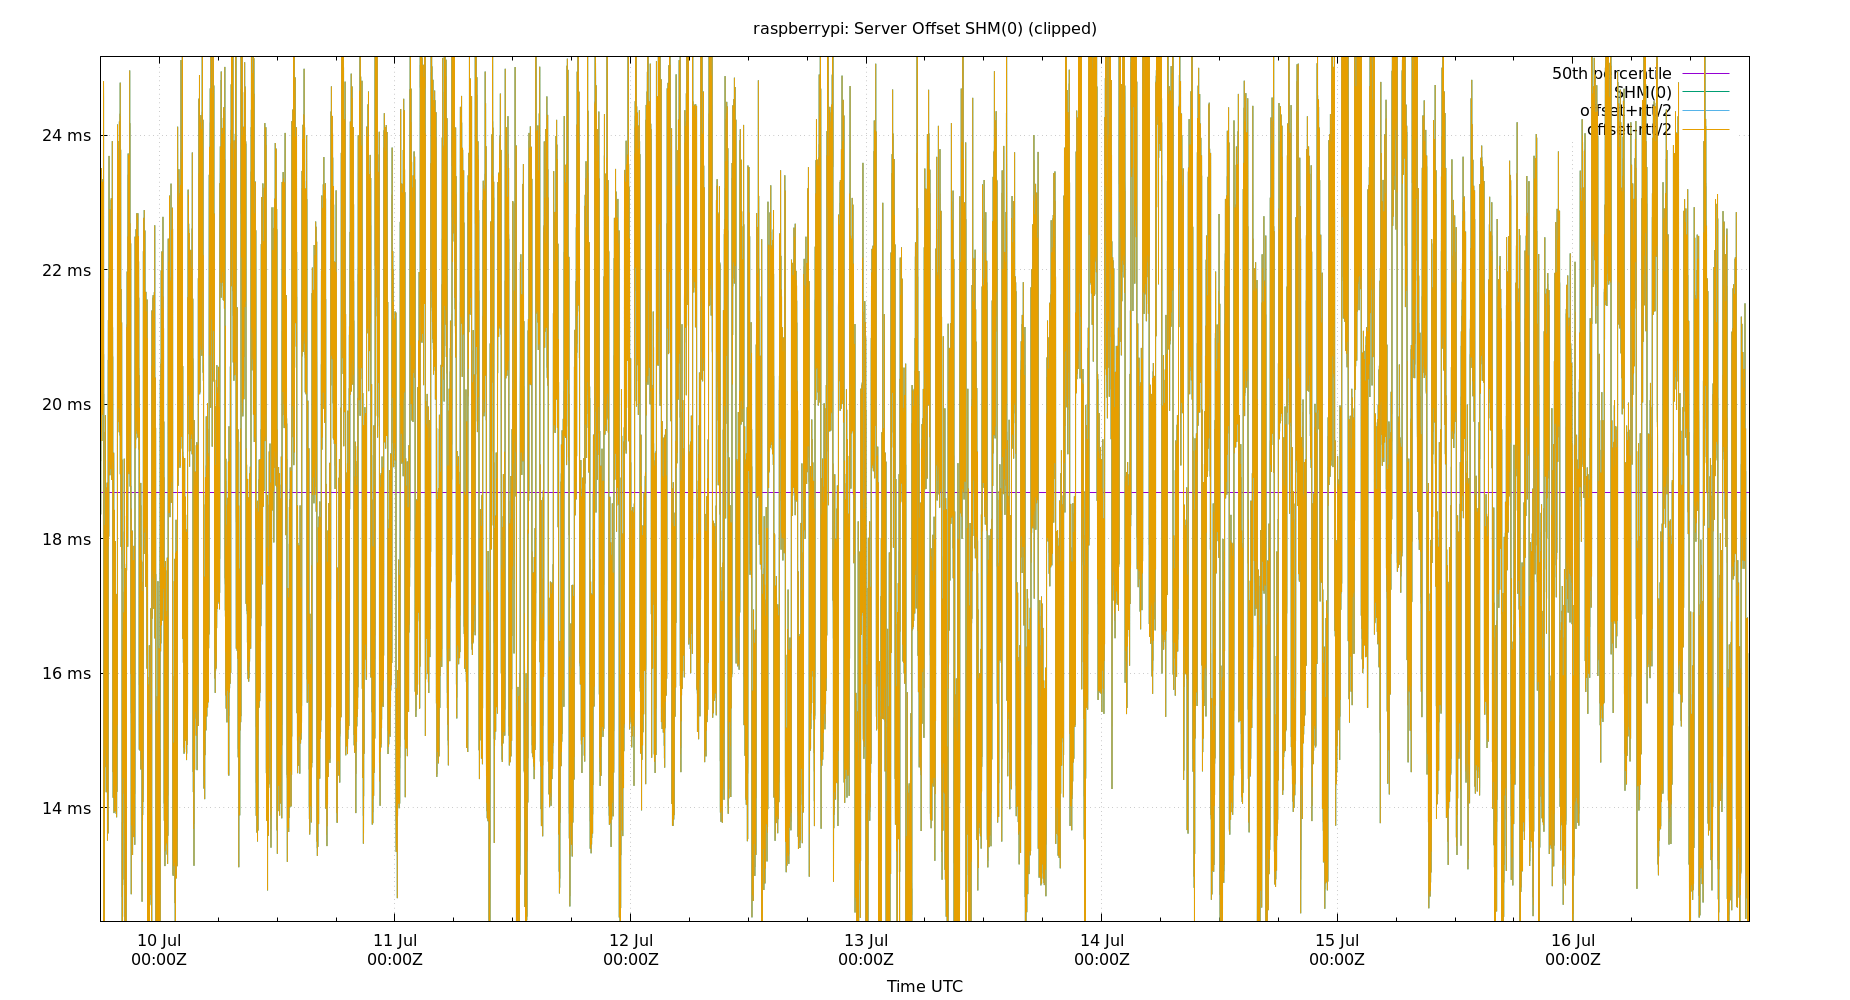 raspberrypi: Server Offset SHM(0) (clipped)
50th percentile
SHM(0)
offset+rtt/2
offset-rtt/2
24 ms
22 ms
20 ms
18 ms
16 ms
14 ms
10 Jul 11 Jul 12 Jul 13 Jul 14 Jul 15 Jul 16 Jul
00:00Z 00:00Z 00:00Z 00:00Z 00:00Z 00:00Z 00:00Z
Time UTC